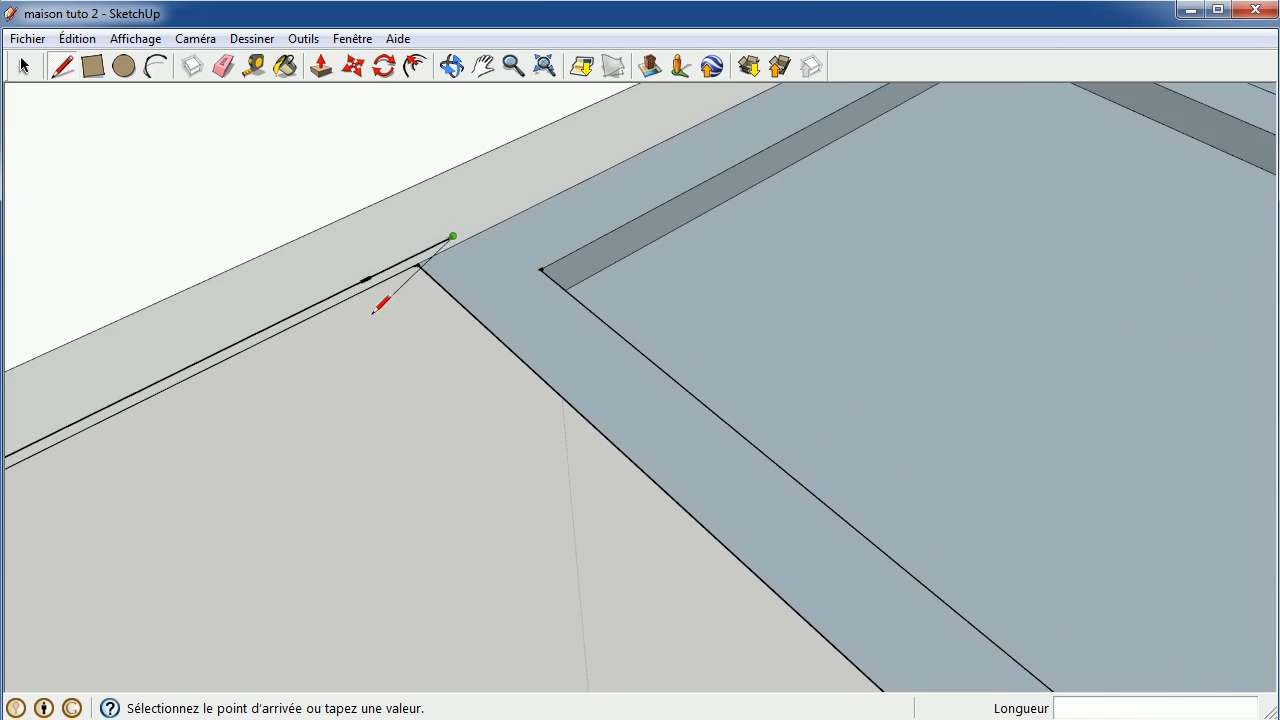 maison tuto 2 - SketchUp
Fichier Édition Affichage Caméra Dessiner Outils Fenêtre Aide
Sélectionnez le point d'arrivée ou tapez une valeur. Longueur